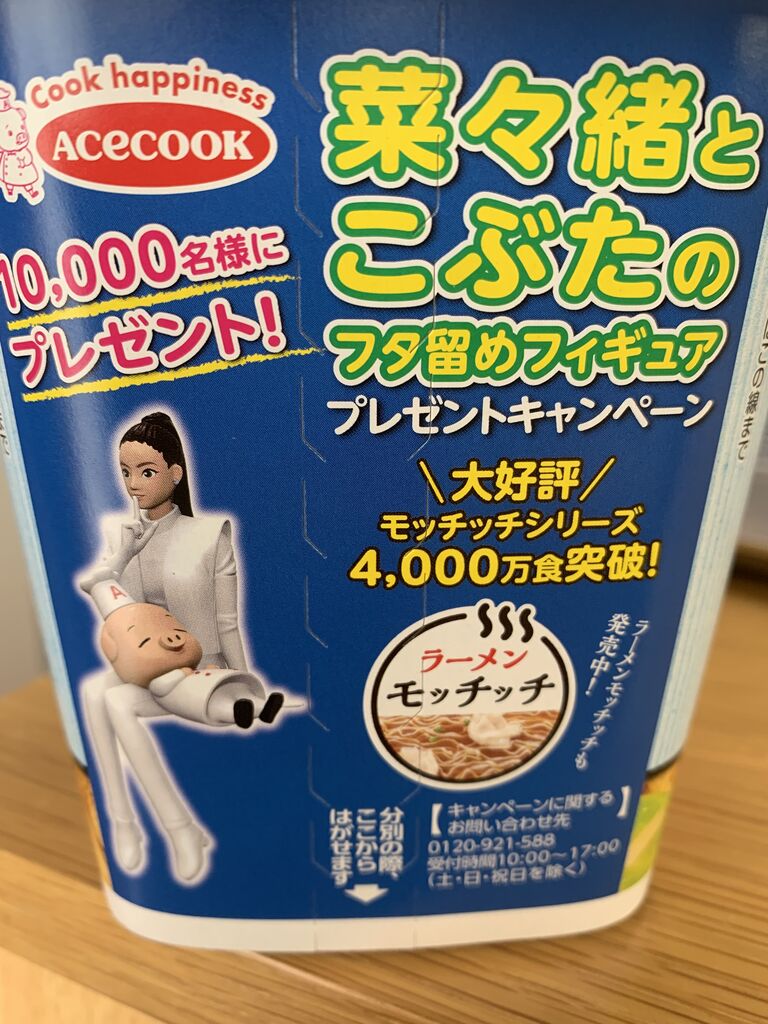 Cook happiness
ACECOOK
10,000名様に
プレゼント!
菜々緒と
こぶたの
フタ留めフィギュア
プレゼントキャンペーン
\大好評/
モッチッチシリーズ
4,000万食突破!
ラーメン
モッチッチ
ラーメンモッチッチも
発売中!
A
分別の際、
ここから
はがせます
【キャンペーンに関する
お問い合わせ先】
0120-921-588
受付時間10:00〜17:00
(土・日・祝日を除く)
この線まで